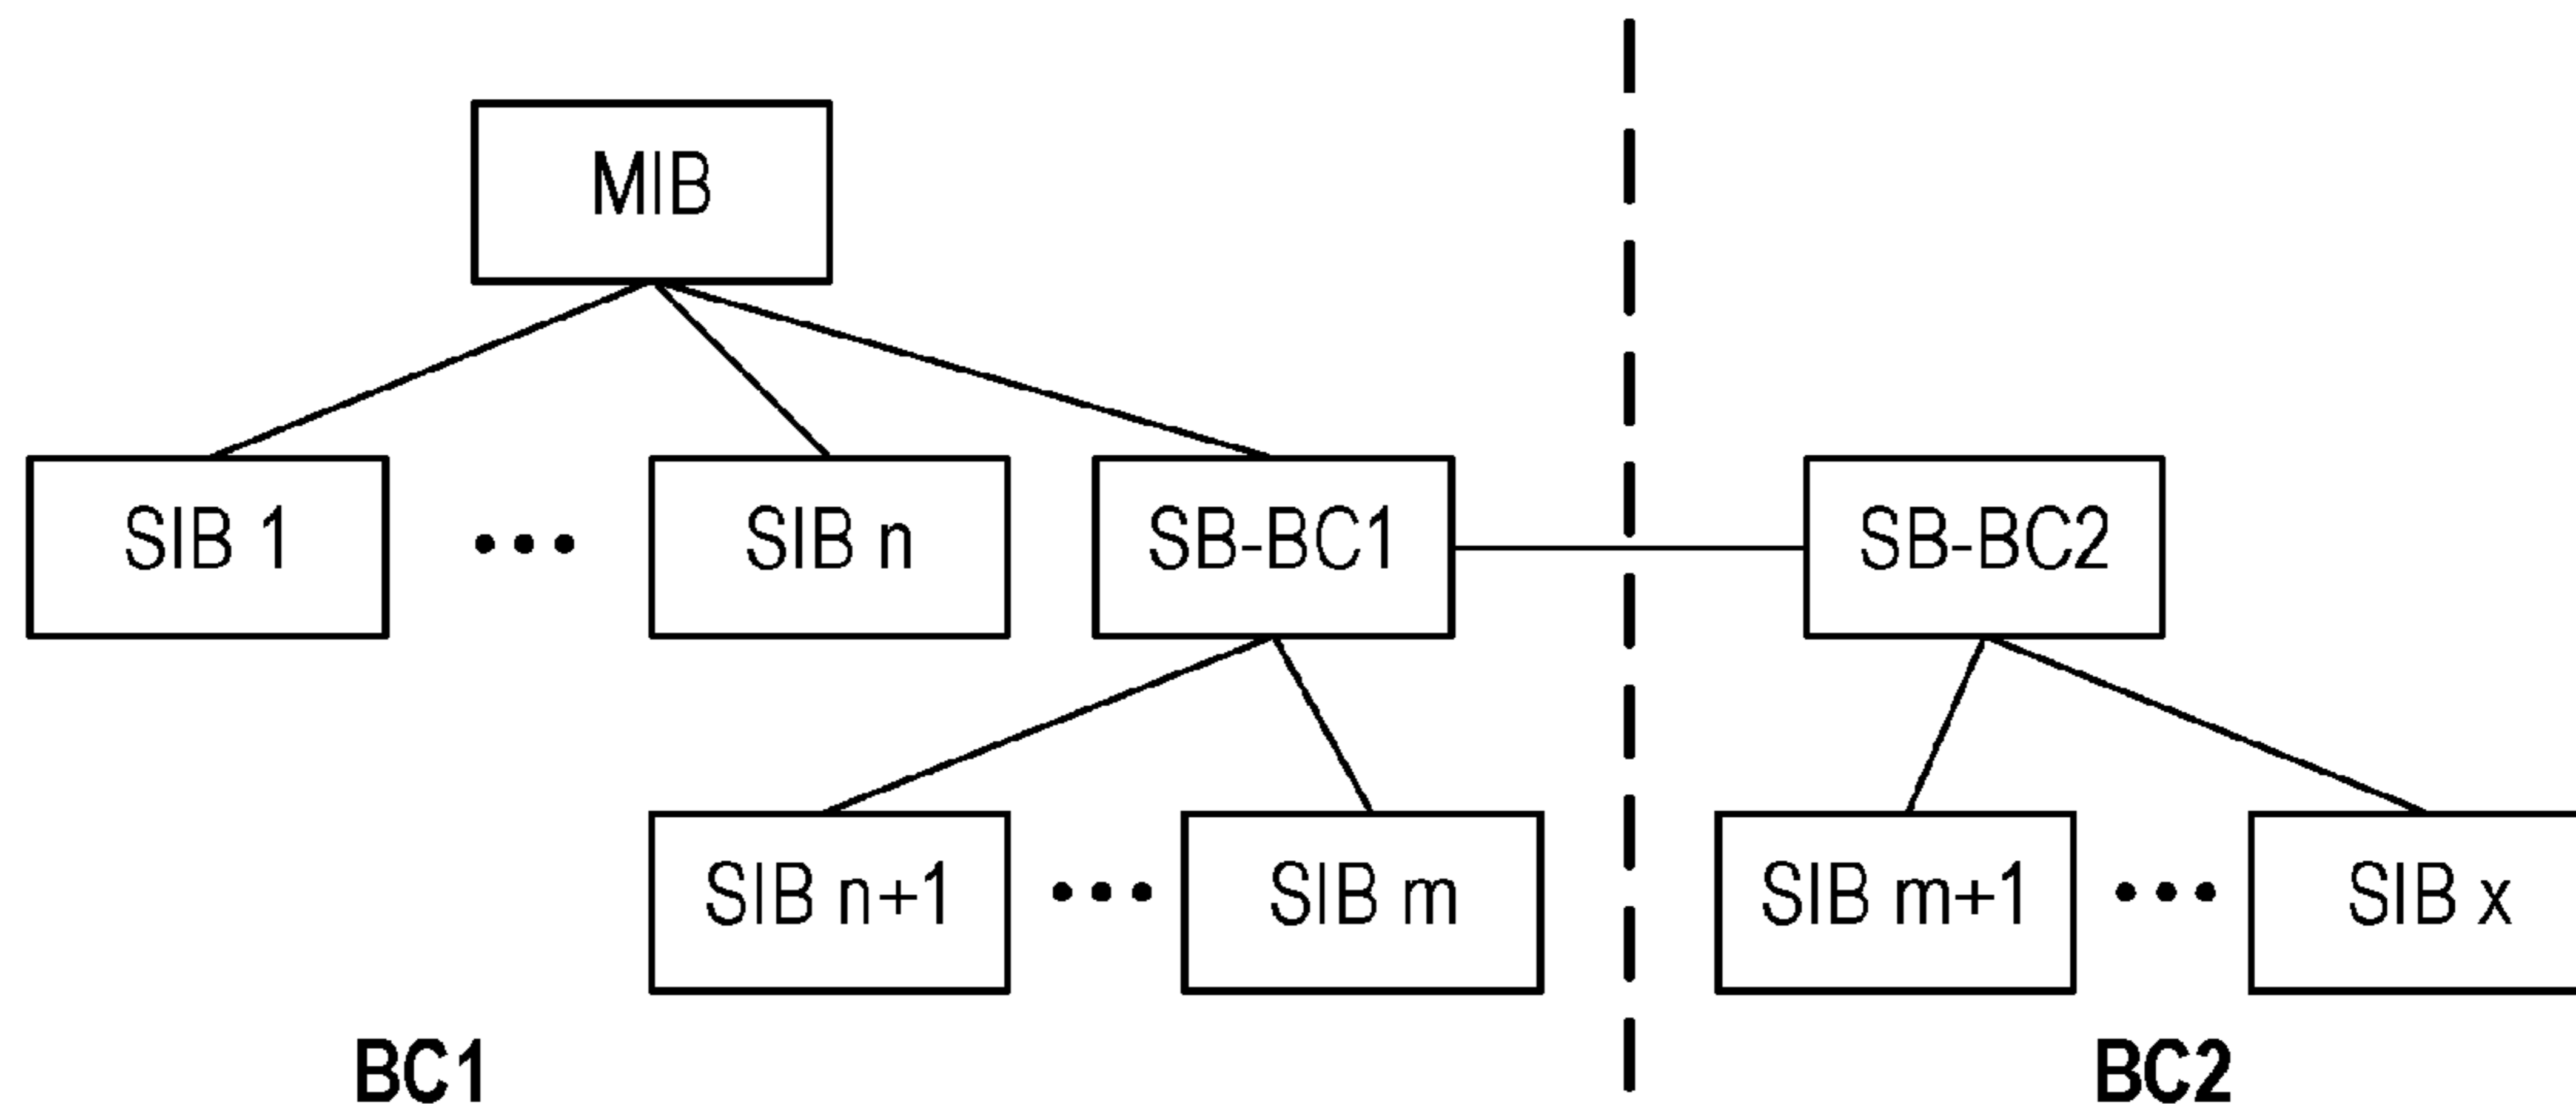 MIB
SIB 1 ••• SIB n SB-BC1 SB-BC2
SIB n+1 ••• SIB m SIB m+1 ••• SIB x
BC1 BC2